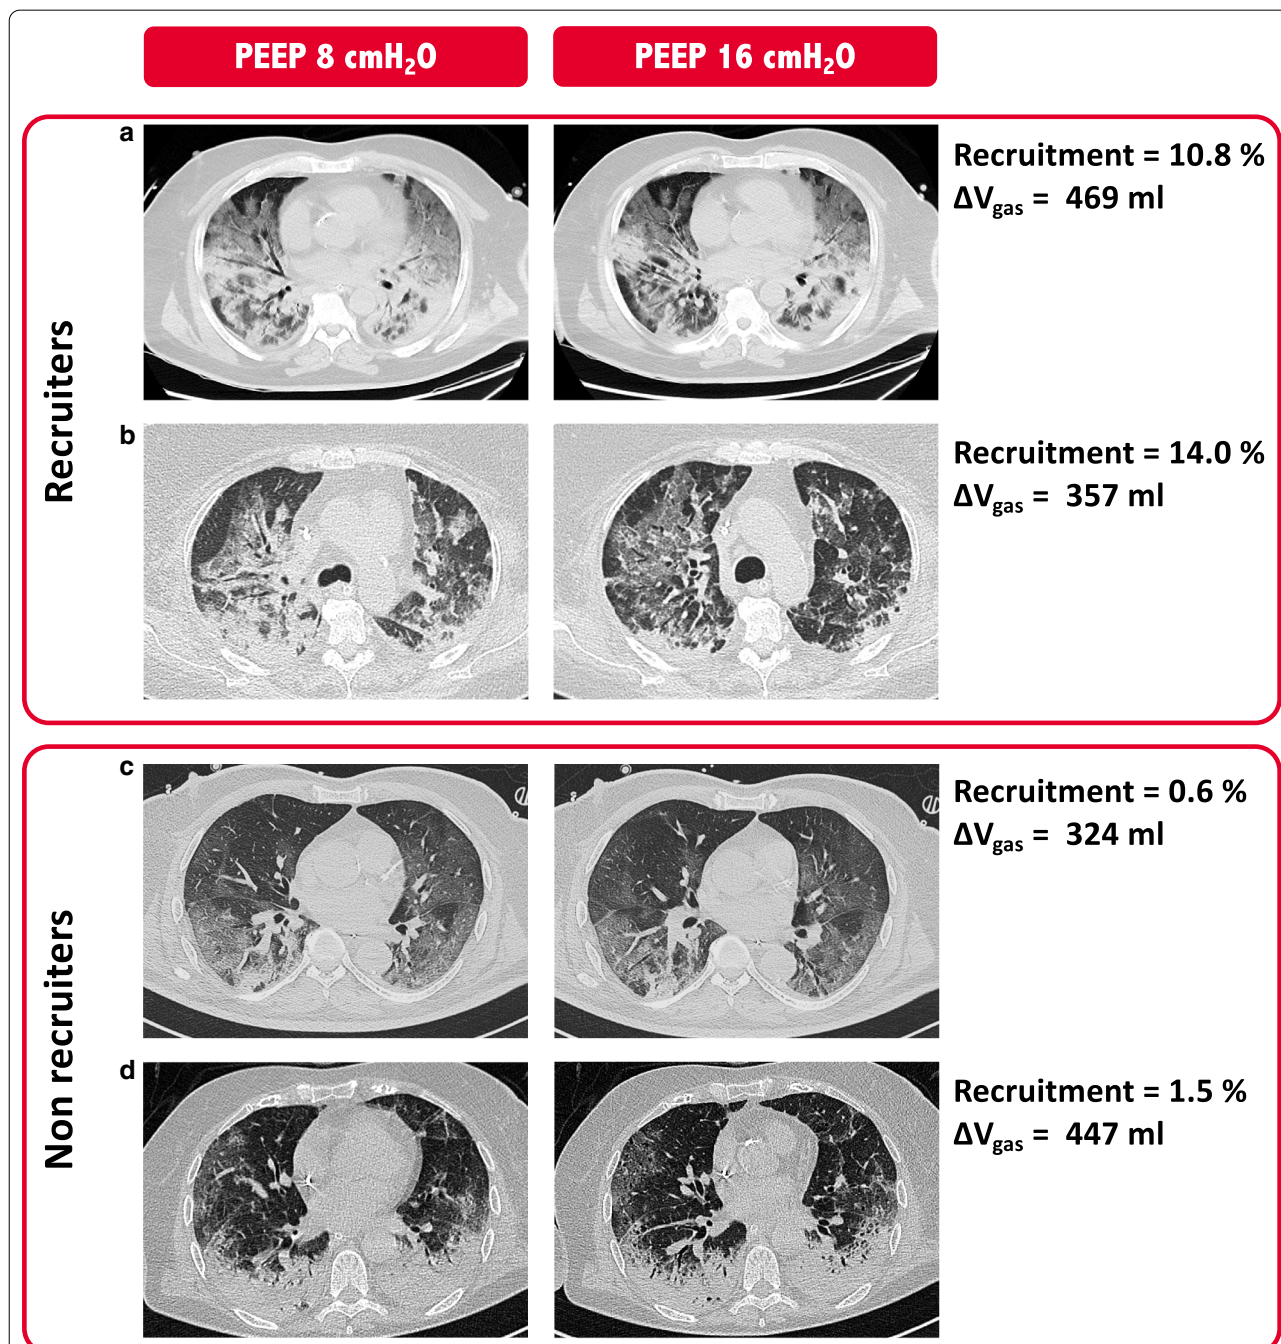 PEEP 8 cmH₂O
PEEP 16 cmH₂O
Recruiters
a
Recruitment = 10.8 %
ΔVgas = 469 ml
b
Recruitment = 14.0 %
ΔVgas = 357 ml
Non recruiters
c
Recruitment = 0.6 %
ΔVgas = 324 ml
d
Recruitment = 1.5 %
ΔVgas = 447 ml